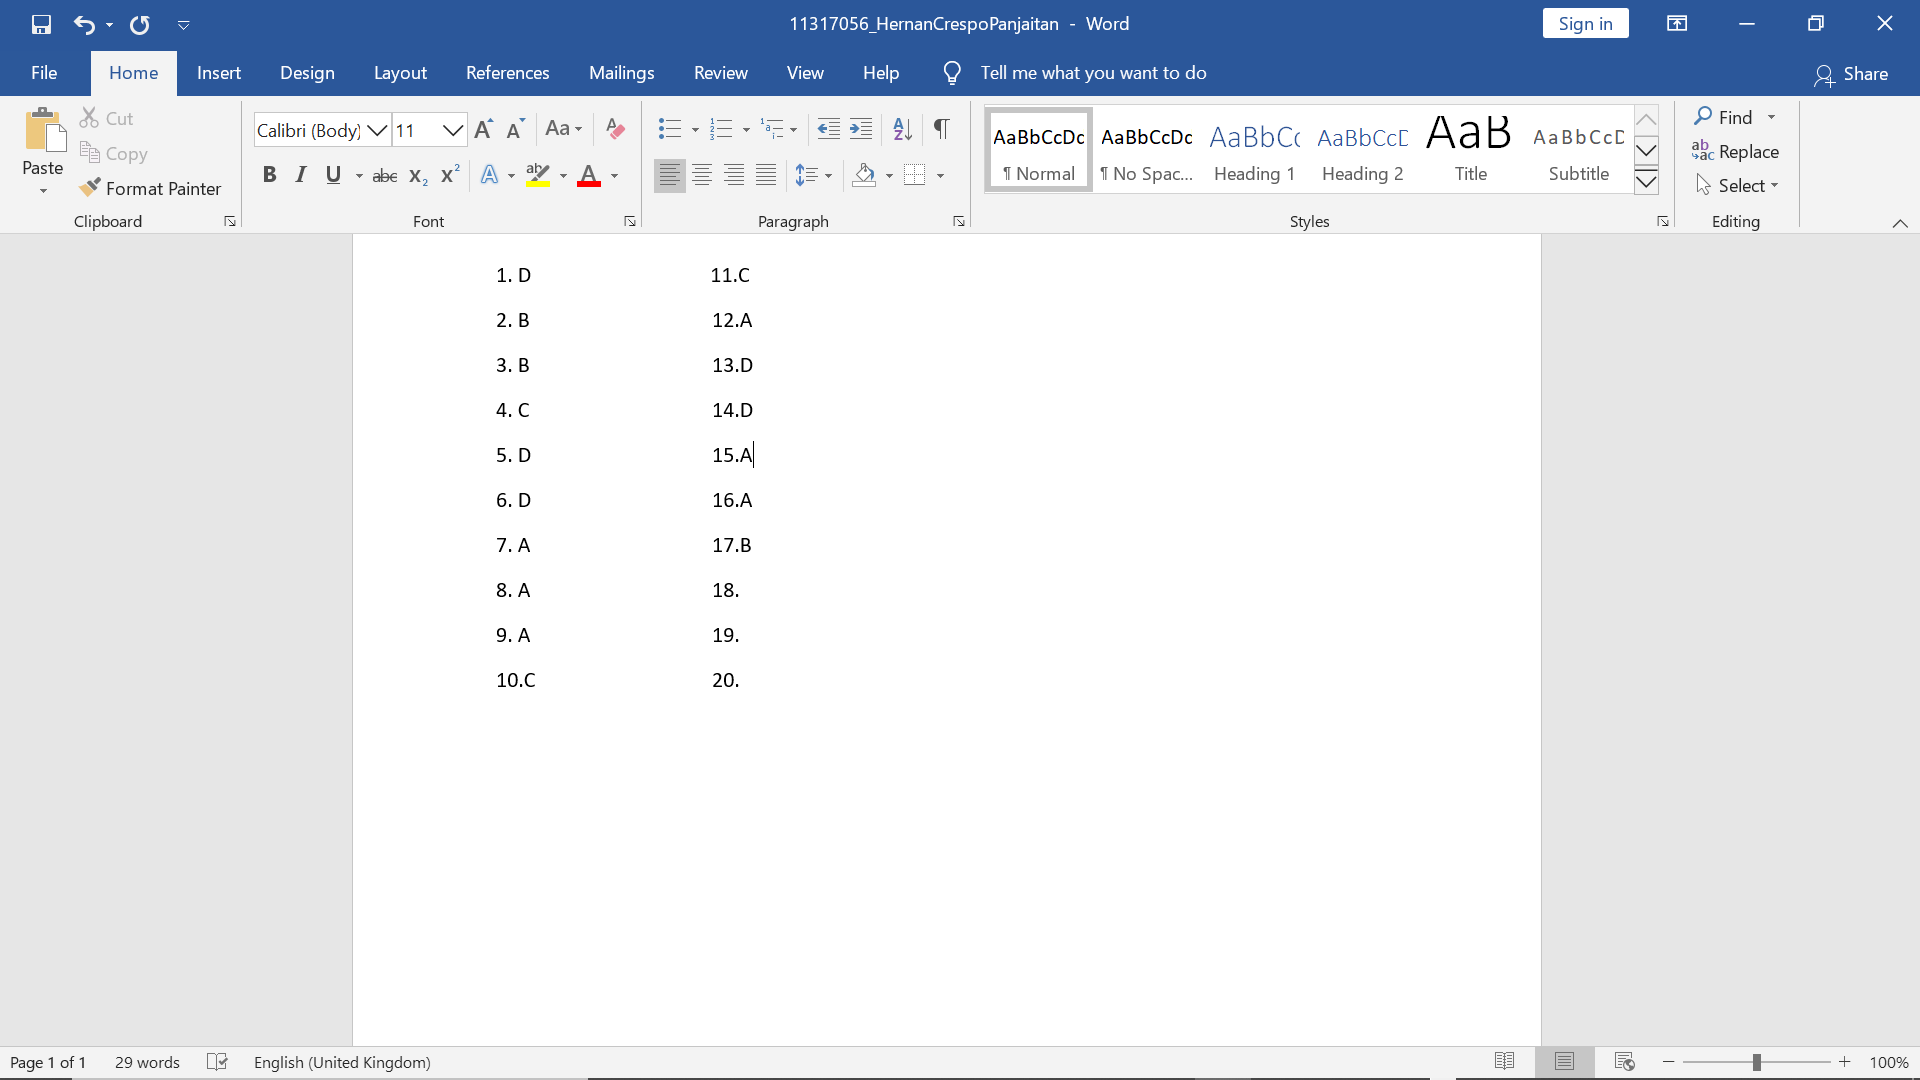 11317056_HernanCrespoPanjaitan - Word
Sign in
File Home Insert Design Layout References Mailings Review View Help Tell me what you want to do Share
Paste
Cut
Copy
Format Painter
Clipboard
Calibri (Body) 11
Font
Paragraph
AaBbCcDc AaBbCcDc AaBbCc AaBbCcD AaB AaBbCcD
¶ Normal ¶ No Spac... Heading 1 Heading 2 Title Subtitle
Styles
Find
Replace
Select
Editing
1. D 11.C
2. B 12.A
3. B 13.D
4. C 14.D
5. D 15.A
6. D 16.A
7. A 17.B
8. A 18.
9. A 19.
10.C 20.
Page 1 of 1 29 words English (United Kingdom) 100%